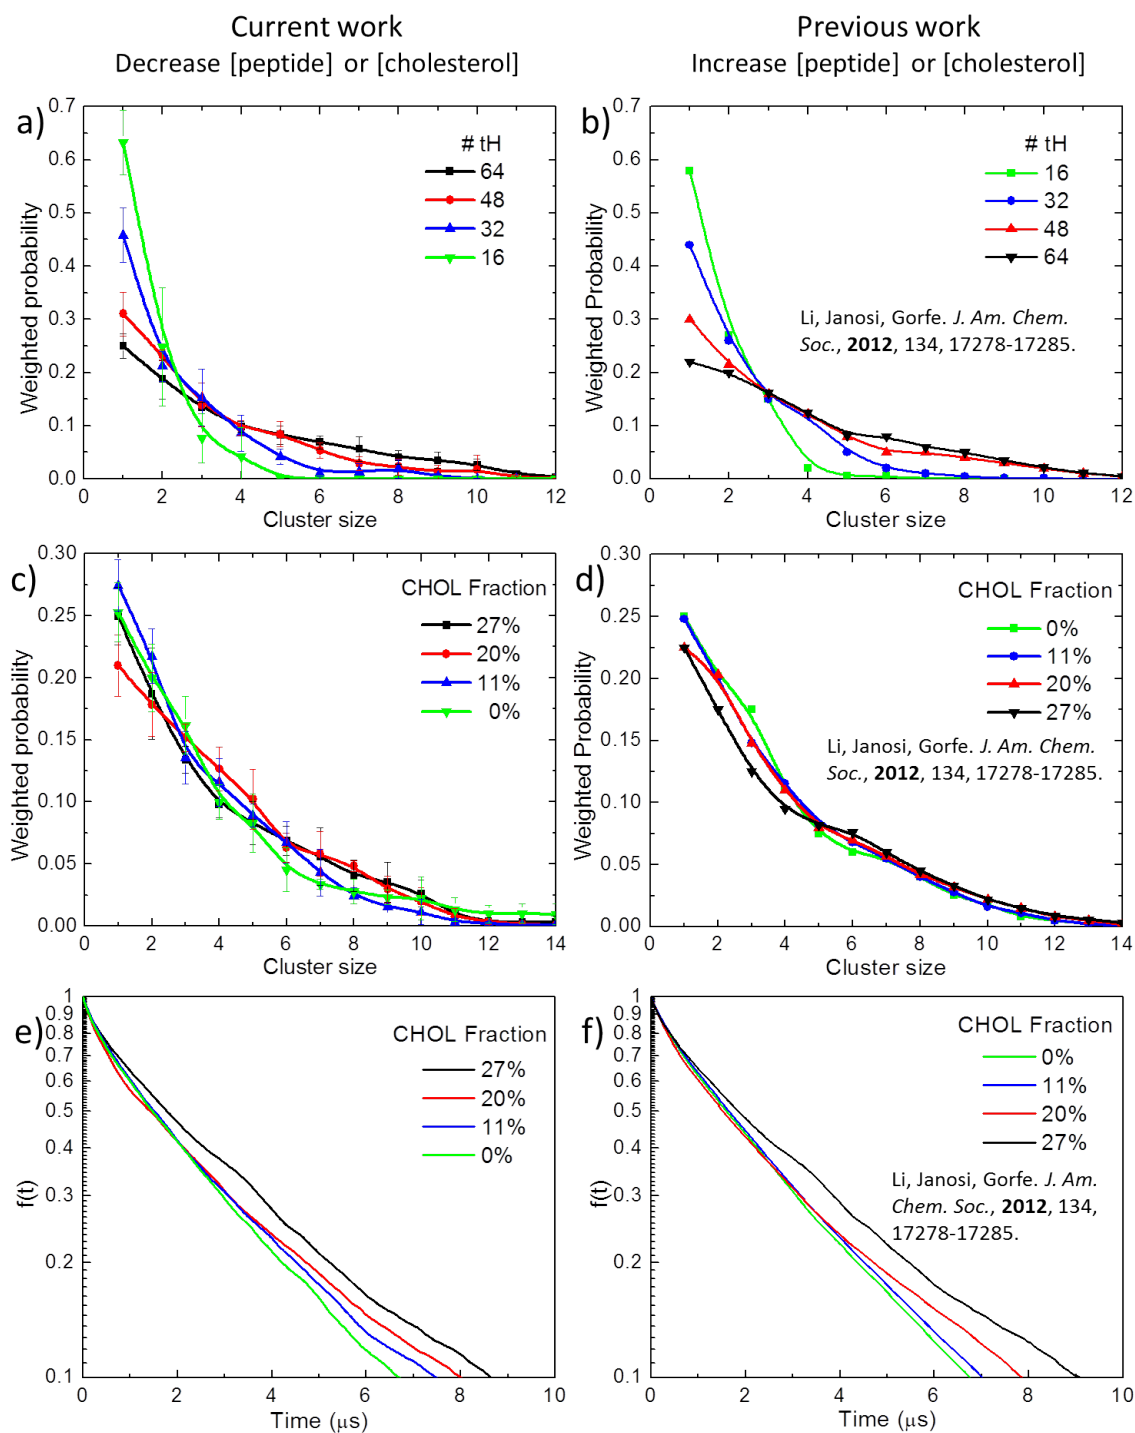 Current work
Decrease [peptide] or [cholesterol]
Previous work
Increase [peptide] or [cholesterol]
a)
0.7
0.6
0.5
0.4
0.3
0.2
0.1
0.0
Weighted probability
# tH
64
48
32
16
0 2 4 6 8 10 12
Cluster size
b)
0.7
0.6
0.5
0.4
0.3
0.2
0.1
0.0
Weighted Probability
# tH
16
32
48
64
Li, Janosi, Gorfe. J. Am. Chem.
Soc., 2012, 134, 17278-17285.
0 2 4 6 8 10 12
Cluster size
c)
0.30
0.25
0.20
0.15
0.10
0.05
0.00
Weighted probability
CHOL Fraction
27%
20%
11%
0%
0 2 4 6 8 10 12 14
Cluster size
d)
0.30
0.25
0.20
0.15
0.10
0.05
0.00
Weighted Probability
CHOL Fraction
0%
11%
20%
27%
Li, Janosi, Gorfe. J. Am. Chem.
Soc., 2012, 134, 17278-17285.
0 2 4 6 8 10 12 14
Cluster size
e)
1
0.9
0.8
0.7
0.6
0.5
0.4
0.3
0.2
0.1
f(t)
CHOL Fraction
27%
20%
11%
0%
0 2 4 6 8 10
Time (μs)
f)
1
0.9
0.8
0.7
0.6
0.5
0.4
0.3
0.2
0.1
f(t)
CHOL Fraction
0%
11%
20%
27%
Li, Janosi, Gorfe. J. Am.
Chem. Soc., 2012, 134,
17278-17285.
0 2 4 6 8 10
Time (μs)